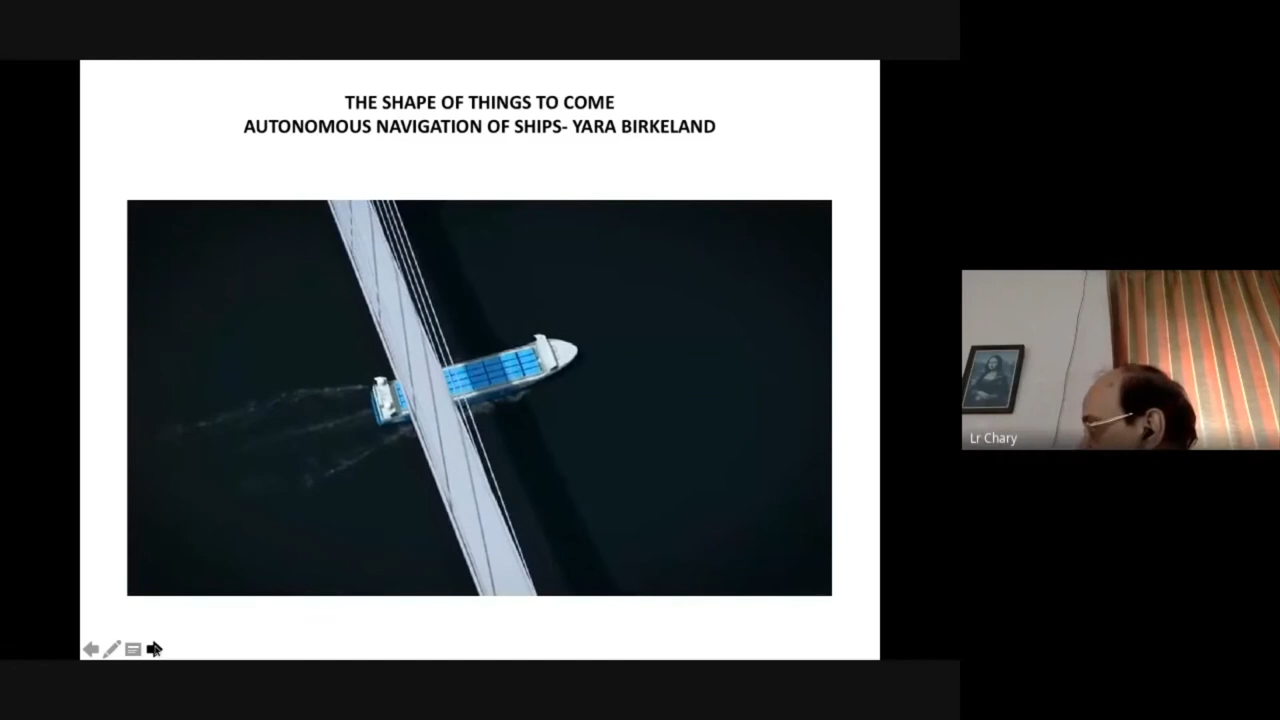 THE SHAPE OF THINGS TO COME
AUTONOMOUS NAVIGATION OF SHIPS- YARA BIRKELAND
Lr Chary